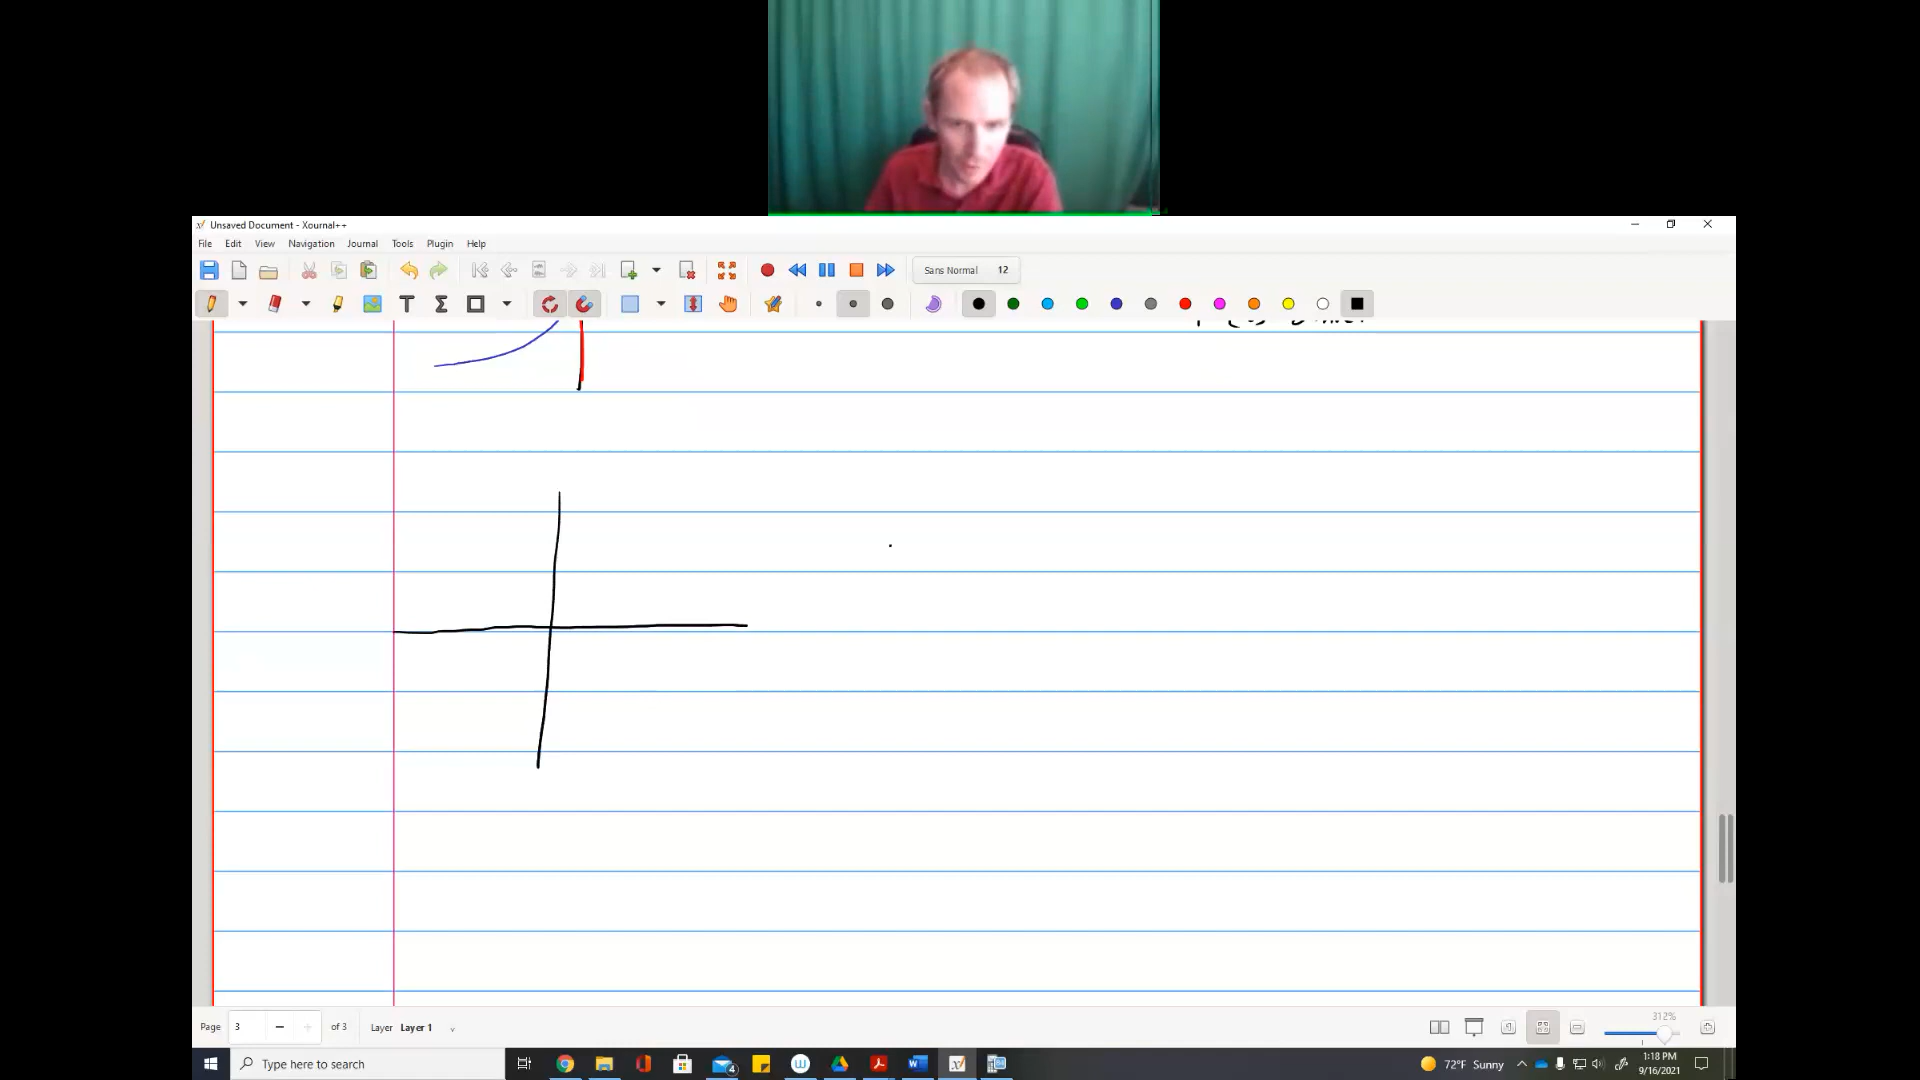 Unsaved Document - Xournal++
File Edit View Navigation Journal Tools Plugin Help
Sans Normal 12
Page 3 of 3 Layer Layer 1
312%
Type here to search
4
72°F Sunny
1:18 PM
9/16/2021